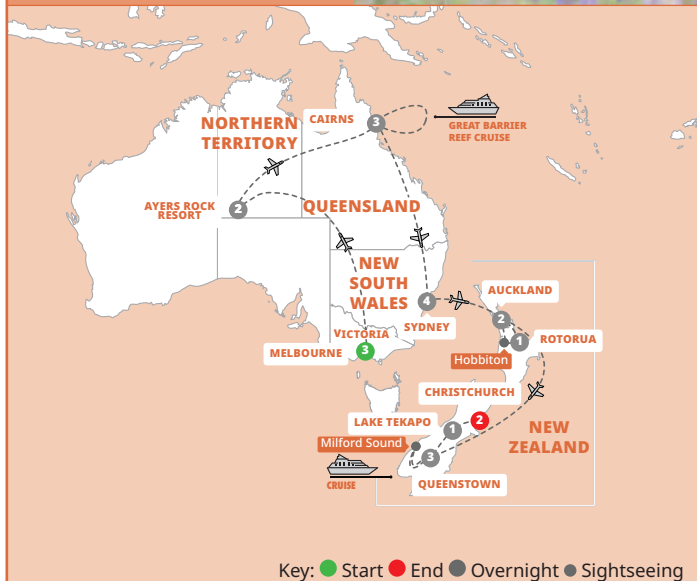 NORTHERN
TERRITORY
CAIRNS
3
GREAT BARRIER
REEF CRUISE
AYERS ROCK
RESORT
2
QUEENSLAND
NEW
SOUTH
WALES
4
SYDNEY
VICTORIA
MELBOURNE
3
AUCKLAND
2
1
ROTORUA
Hobbiton
CHRISTCHURCH
2
LAKE TEKAPO
1
NEW
ZEALAND
Milford Sound
3
QUEENSTOWN
CRUISE
Key: Start End Overnight Sightseeing